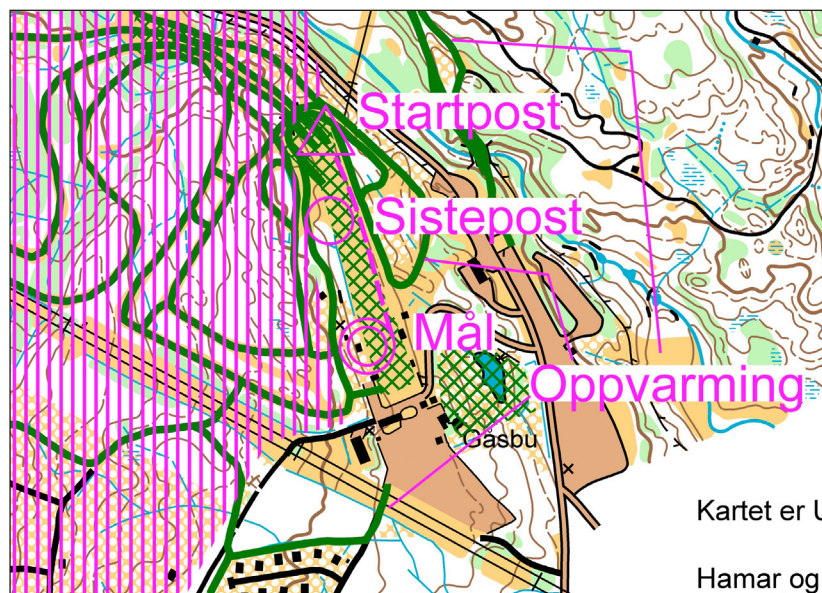 Startpost
Sistepost
Mål
Oppvarming
Gåsbu
Kartet er U
Hamar og